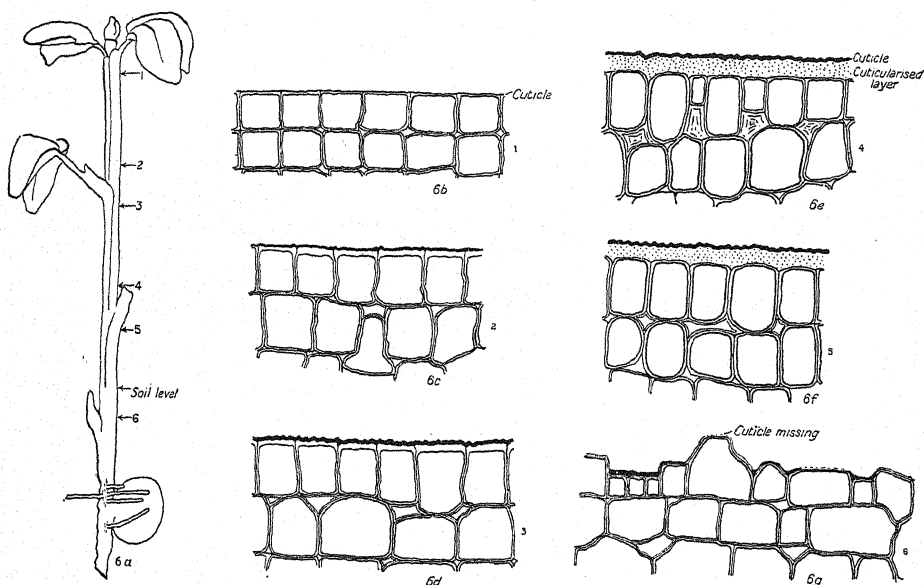 1
2
3
4
5
Soil level
6
6a
Cuticle
1
6b
2
6c
3
6d
Cuticle
Cuticularised
layer
4
6e
5
6f
Cuticle missing
6
6g